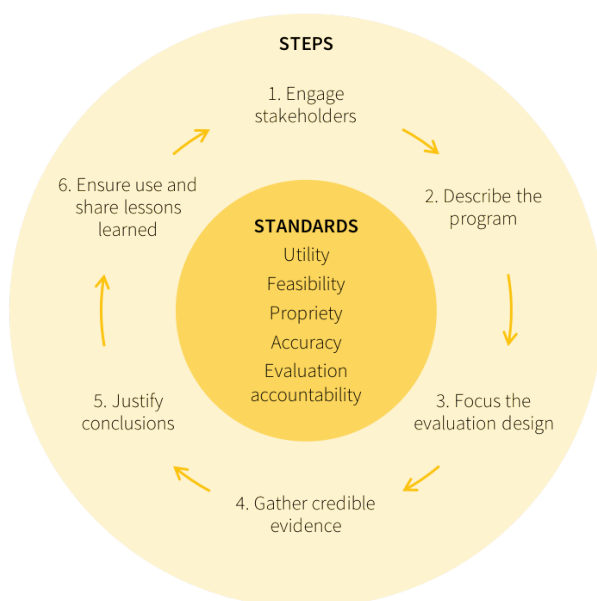 STEPS
1. Engage
stakeholders
2. Describe the
program
3. Focus the
evaluation design
4. Gather credible
evidence
5. Justify
conclusions
6. Ensure use and
share lessons
learned
STANDARDS
Utility
Feasibility
Propriety
Accuracy
Evaluation
accountability